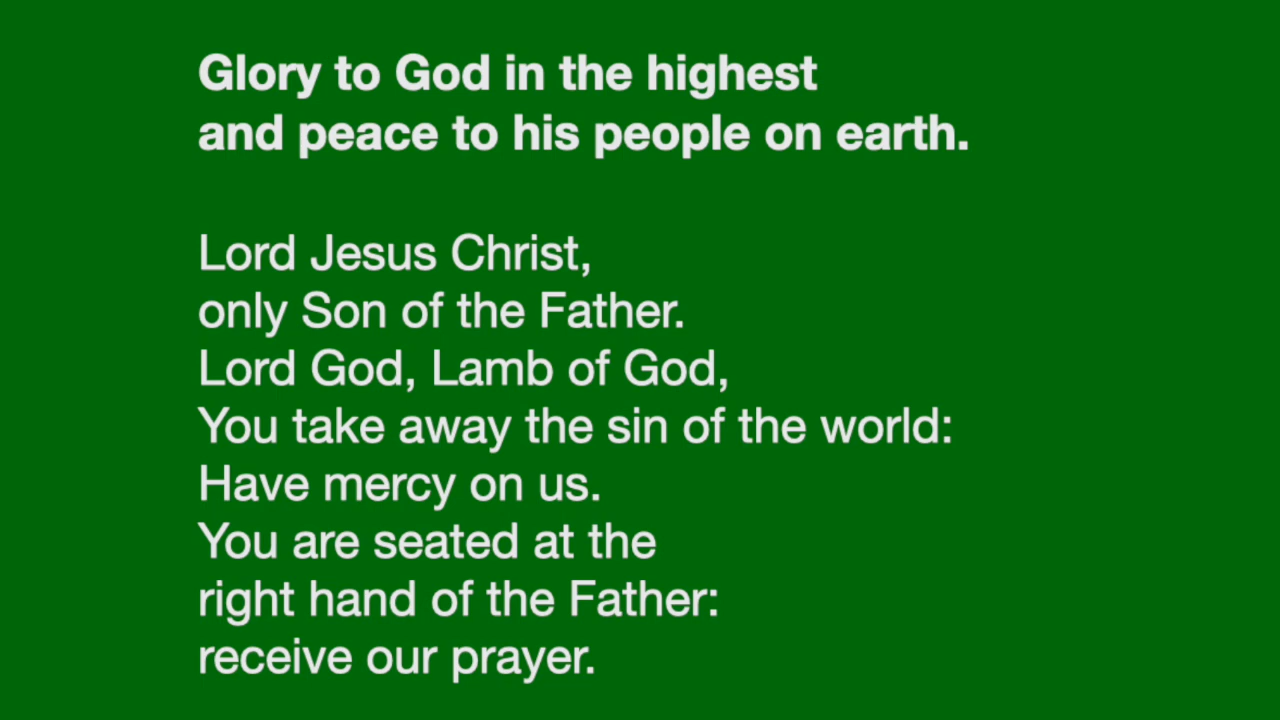 Glory to God in the highest
and peace to his people on earth.
Lord Jesus Christ,
only Son of the Father.
Lord God, Lamb of God,
You take away the sin of the world:
Have mercy on us.
You are seated at the
right hand of the Father:
receive our prayer.